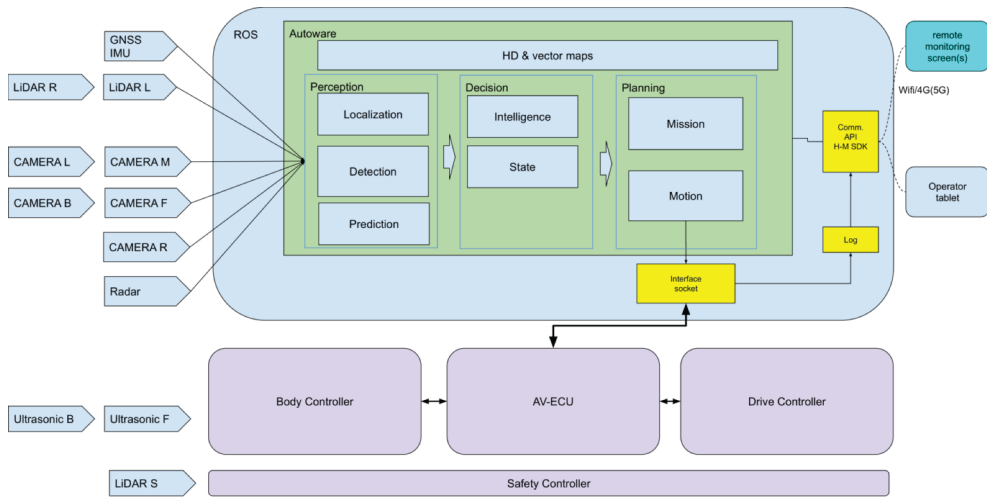 ROS
Autoware
HD & vector maps
GNSS
IMU
LiDAR R
LiDAR L
CAMERA L
CAMERA M
CAMERA B
CAMERA F
CAMERA R
Radar
Perception
Localization
Detection
Prediction
Decision
Intelligence
State
Planning
Mission
Motion
Interface
socket
Log
Comm.
API
H-M SDK
Wifi/4G(5G)
remote
monitoring
screen(s)
Operator
tablet
Ultrasonic B
Ultrasonic F
Body Controller
AV-ECU
Drive Controller
LiDAR S
Safety Controller